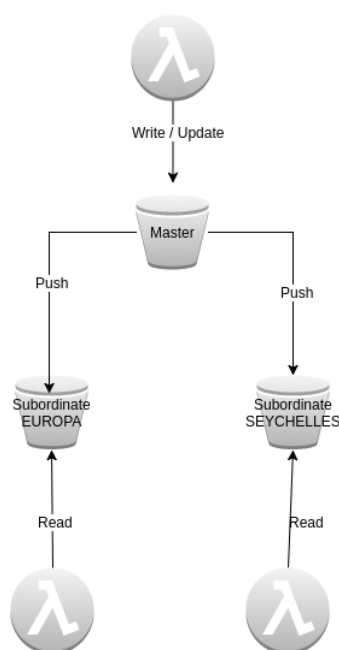 Write / Update
Master
Push
Push
Subordinate
EUROPA
Subordinate
SEYCHELLES
Read
Read